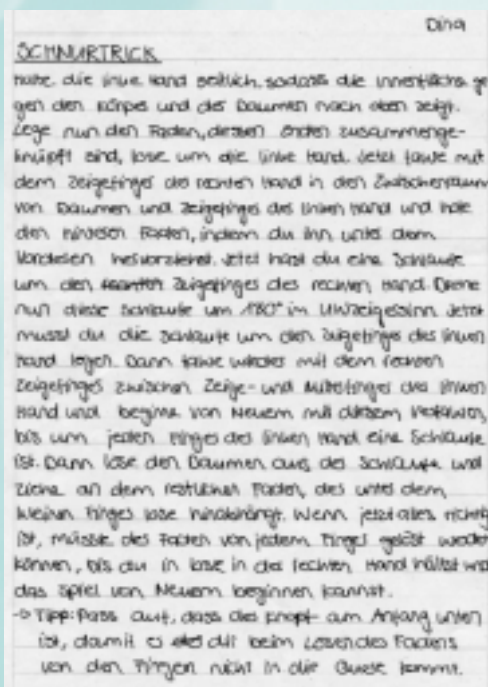 Dina
SCHNURTRICK
Halte die linke Hand seitlich, sodass die Innenfläche ge
gen den Körper und der Daumen nach oben zeigt.
Lege nun den Faden, dessen Enden zusammenge-
knüpft sind, lose um die linke Hand. Jetzt fahre mit
dem Zeigefinger der rechten Hand in den Zwischenraum
von Daumen und Zeigefinger der linken Hand und hole
den hinteren Faden, indem du ihn unter dem
Vorderen hervorziehst. Jetzt hast du eine Schlaufe
um den Zeigefinger der rechten Hand. Drehe
nun diese Schlaufe um 180° im Uhrzeigersinn. Jetzt
musst du die Schlaufe um den Zeigefinger der linken
Hand legen. Dann fahre wieder mit dem rechten
Zeigefinger zwischen Zeige- und Mittelfinger der linken
Hand und beginne von Neuem mit diesem Verfahren,
bis um jeden Finger der linken Hand eine Schlaufe
ist. Dann löse den Daumen aus der Schlaufe und
ziehe an dem restlichen Faden, der unter dem
kleinen Finger lose hinabhängt. Wenn jetzt alles richtig
ist, müsste der Faden von jedem Finger gelöst werden
können, bis du in lose in der rechten Hand hältst und
das Spiel von Neuem beginnen kannst.
-> Tipp: Pass auf, dass der Knopf am Anfang unten
ist, damit er dir beim Lösen des Fadens
von den Fingern nicht in die Quere kommt.